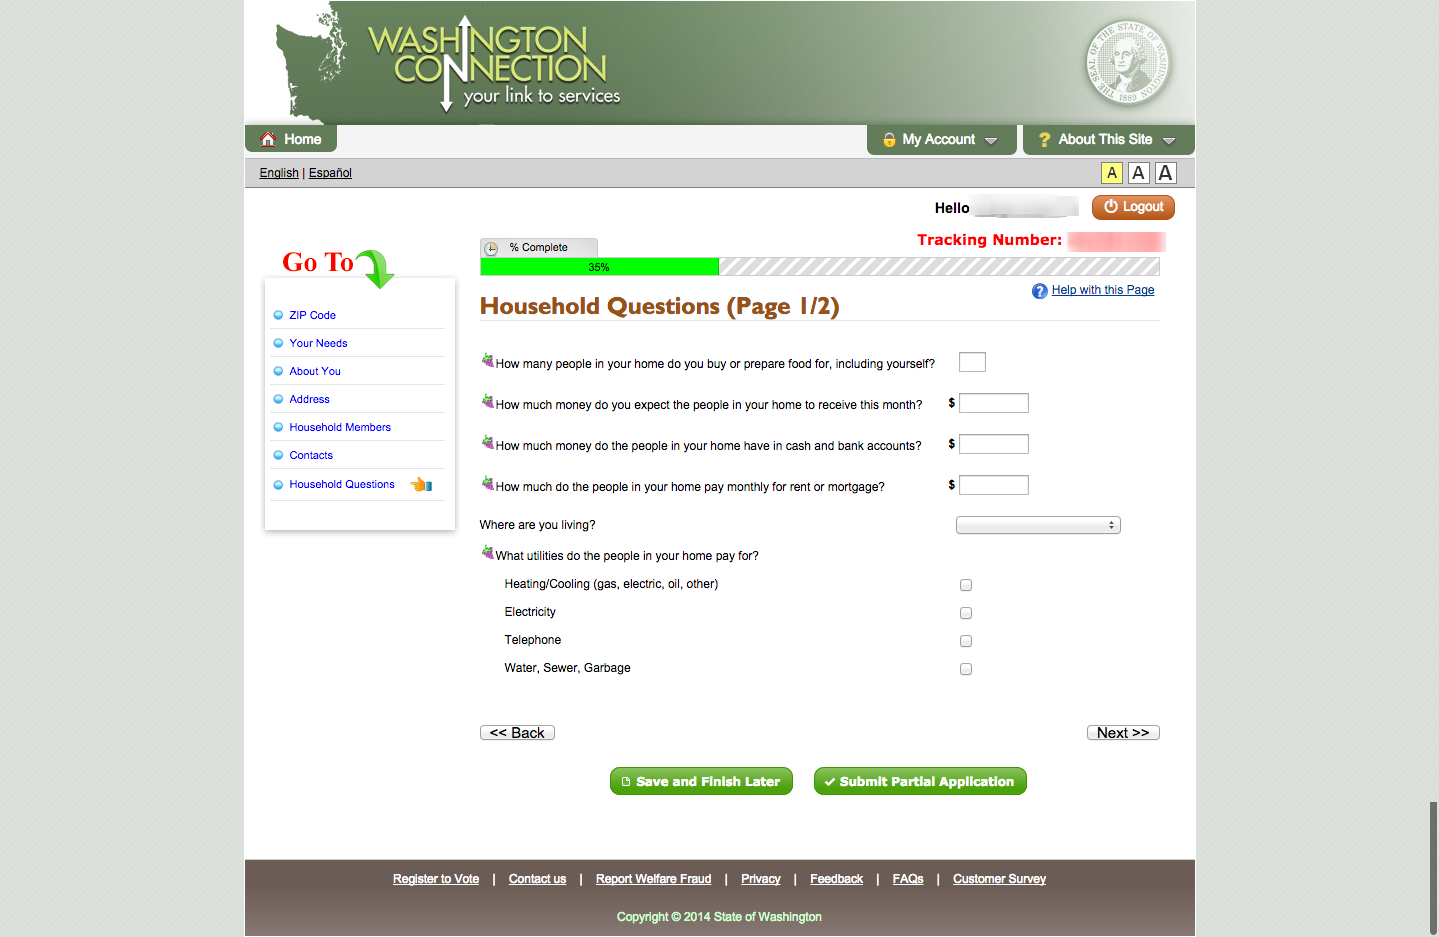 WASHINGTON
CONNECTION
your link to services
THE SEAL OF THE STATE OF WASHINGTON
1889
Home
My Account
? About This Site
English | Español
A A A
Hello
Logout
Tracking Number:
% Complete
35%
Go To
? Help with this Page
Household Questions (Page 1/2)
ZIP Code
Your Needs
About You
Address
Household Members
Contacts
Household Questions
How many people in your home do you buy or prepare food for, including yourself?
How much money do you expect the people in your home to receive this month? $
How much money do the people in your home have in cash and bank accounts? $
How much do the people in your home pay monthly for rent or mortgage? $
Where are you living?
What utilities do the people in your home pay for?
Heating/Cooling (gas, electric, oil, other)
Electricity
Telephone
Water, Sewer, Garbage
<< Back
Next >>
Save and Finish Later
Submit Partial Application
Register to Vote | Contact us | Report Welfare Fraud | Privacy | Feedback | FAQs | Customer Survey
Copyright © 2014 State of Washington